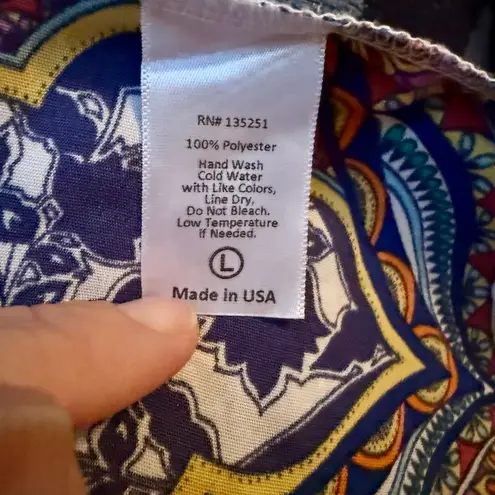 RN# 135251
100% Polyester
Hand Wash
Cold Water
with Like Colors,
Line Dry,
Do Not Bleach.
Low Temperature
if Needed.
L
Made in USA